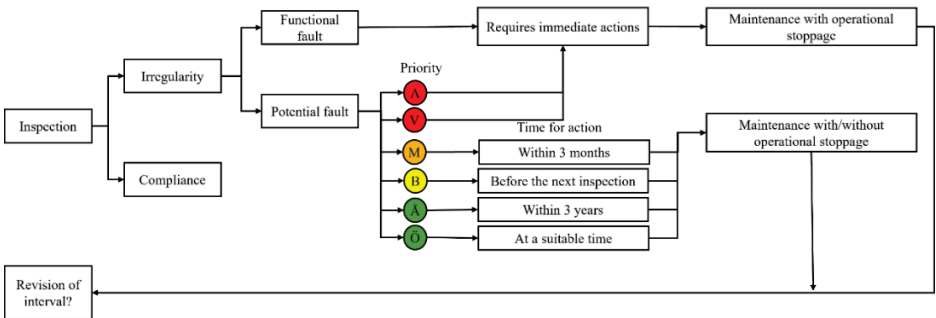 Functional
fault
Requires immediate actions
Maintenance with operational
stoppage
Irregularity
Priority
Inspection
Potential fault
A
V
Time for action
M
Within 3 months
Maintenance with/without
operational stoppage
Compliance
B
Before the next inspection
Å
Within 3 years
Ö
At a suitable time
Revision of
interval?